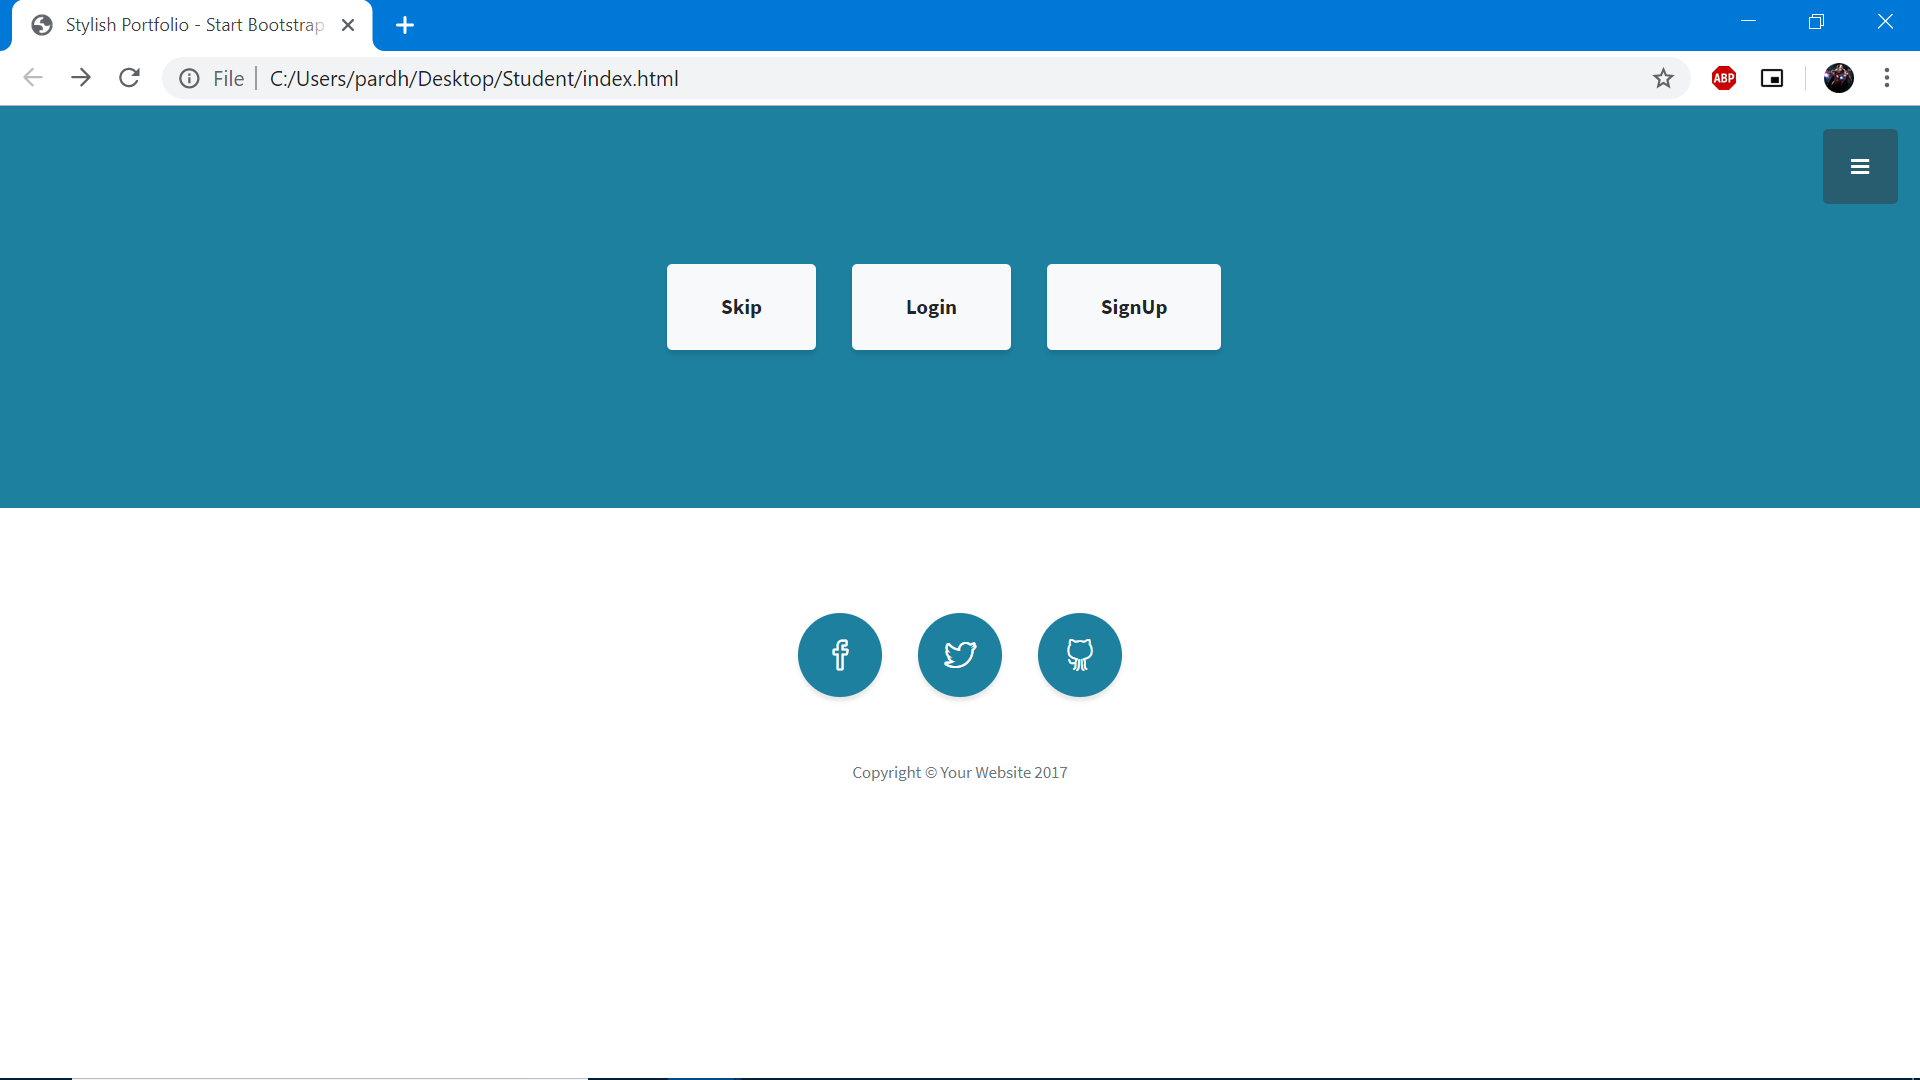 Stylish Portfolio - Start Bootstrap
File C:/Users/pardh/Desktop/Student/index.html
ABP
Skip
Login
SignUp
Copyright © Your Website 2017